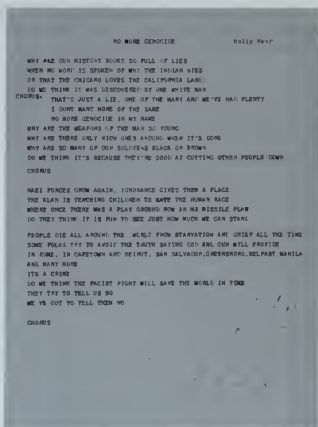 NO MORE GENOCIDE Holly Near
WHY ARE OUR HISTORY BOOKS SO FULL OF LIES
WHEN NO WORD IS SPOKEN OF WHY THE INDIAN DIES
OR THAT THE CHICANO LOVES THE CALIFORNIA LAND
DO WE THINK IT WAS DISCOVERED BY ONE WHITE MAN
CHORUS: THAT'S JUST A LIE, ONE OF THE MANY AND WE'VE HAD PLENTY
I DONT WANT MORE OF THE SAME
NO MORE GENOCIDE IN MY NAME
WHY ARE THE WEAPONS OF THE WAR SO YOUNG
WHY ARE THERE ONLY RICH ONES AROUND WHEN IT'S DONE
WHY ARE SO MANY OF OUR SOLDIERS BLACK OR BROWN
DO WE THINK IT'S BECAUSE THEY'RE GOOD AT CUTTING OTHER PEOPLE DOWN
CHORUS
NAZI FORCES GROW AGAIN, IGNORANCE GIVES THEM A PLACE
THE KLAN IS TEACHING CHILDREN TO HATE THE HUMAN RACE
WHERE ONCE THERE WAS A PLAY GROUND NOW AN MX MISSILE PLAN
DO THEY THINK IT IS FUN TO SEE JUST HOW MUCH WE CAN STAND
PEOPLE DIE ALL AROUND THE WORLD FROM STARVATION AND GRIEF ALL THE TIME
SOME FOLKS TRY TO AVOID THE TRUTH SAYING GOD AND GUN WILL PROVIDE
IN ROME, IN CAPETOWN AND BEIRUT, SAN SALVADOR, GREENSBORO, BELFAST MANILA
AND MANY MORE
ITS A CRIME
DO WE THINK THE FACIST RIGHT WILL SAVE THE WORLD IN TIME
THEY TRY TO TELL US SO
WE VE GOT TO TELL THEM NO
CHORUS